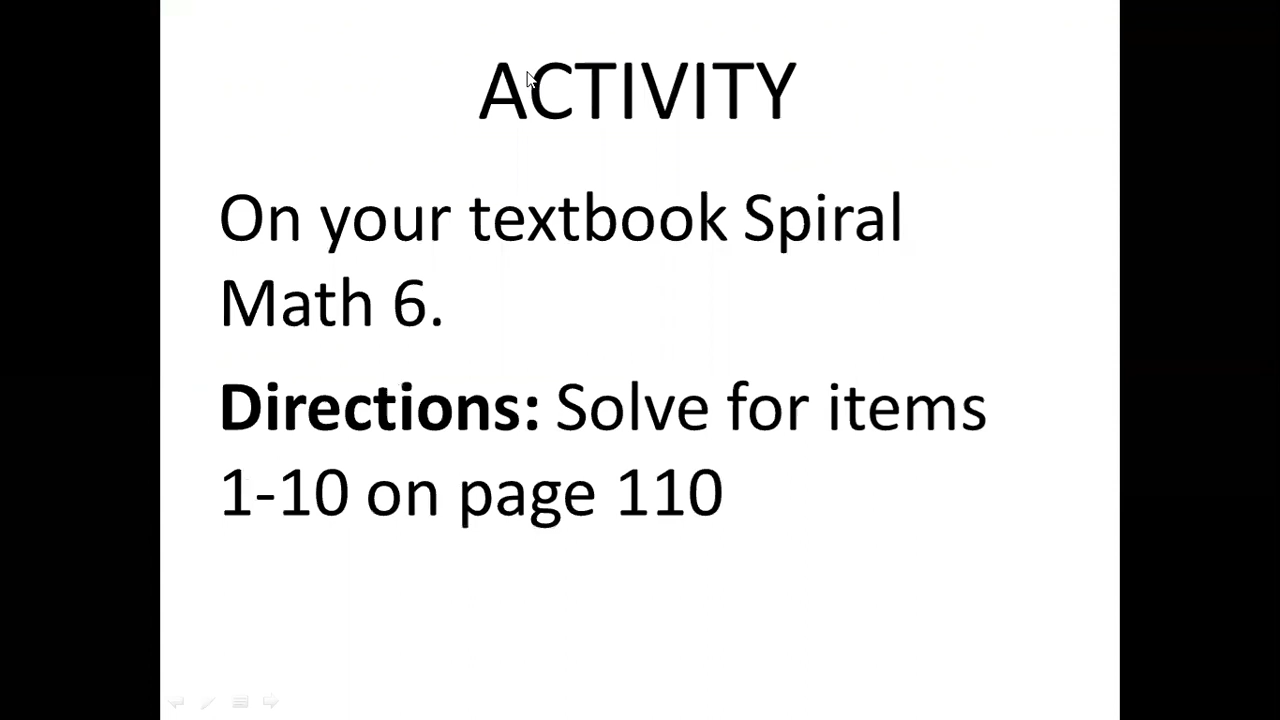 ACTIVITY
On your textbook Spiral
Math 6.
Directions: Solve for items
1-10 on page 110